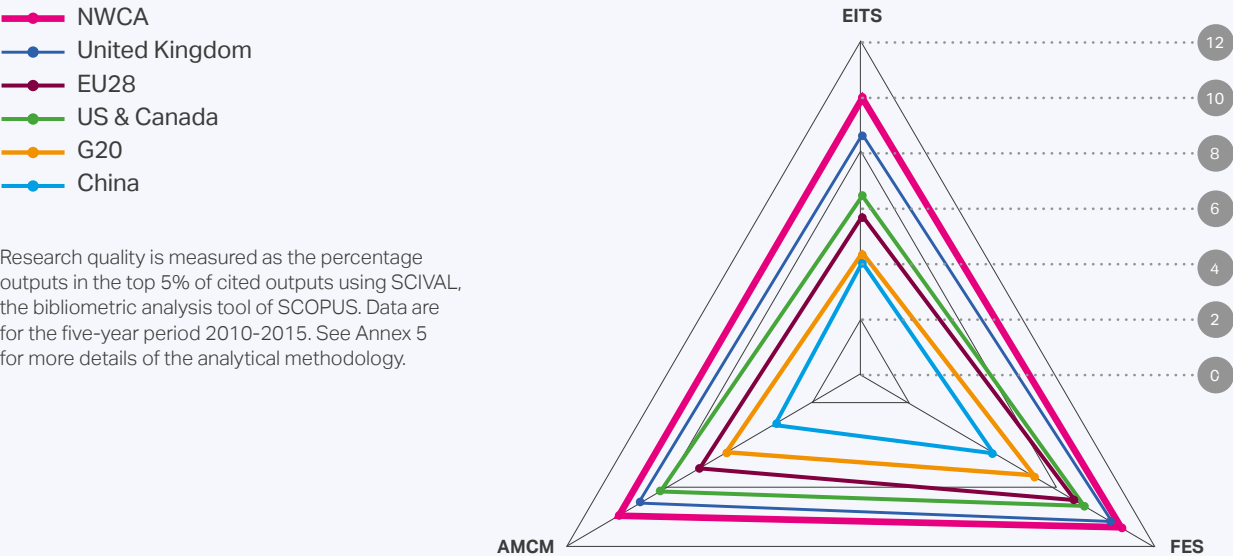 NWCA
United Kingdom
EU28
US & Canada
G20
China
Research quality is measured as the percentage
outputs in the top 5% of cited outputs using SCIVAL,
the bibliometric analysis tool of SCOPUS. Data are
for the five-year period 2010-2015. See Annex 5
for more details of the analytical methodology.
EITS
12
10
8
6
4
2
0
AMCM
FES